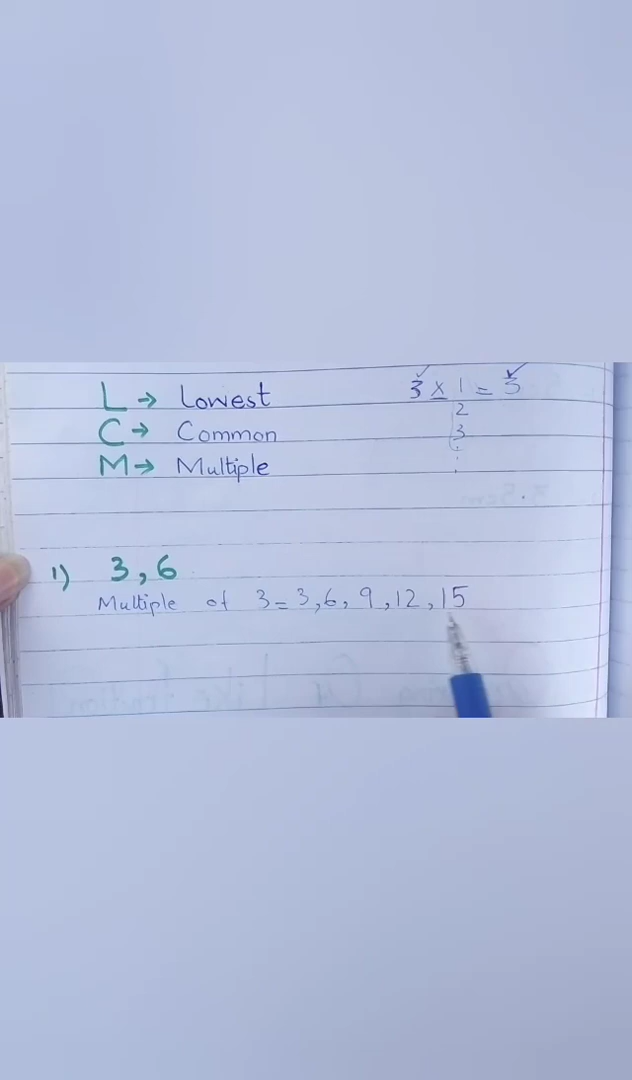 L → Lowest 3 × 1 = 3
2
C → Common 3
M → Multiple
1) 3, 6
Multiple of 3 = 3, 6, 9, 12, 15